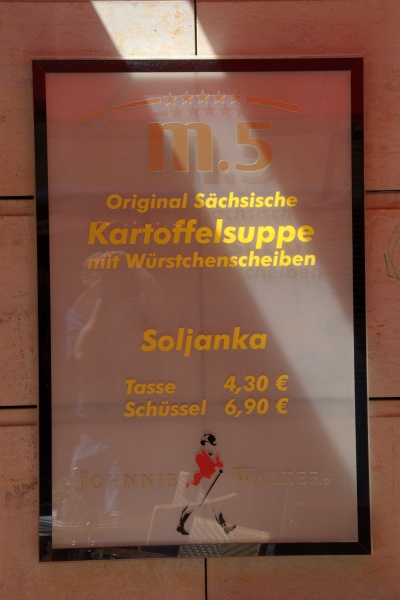 m.5
Original Sächsische
Kartoffelsuppe
mit Würstchenscheiben
Soljanka
Tasse 4,30 €
Schüssel 6,90 €
JOHNNIE WALKER